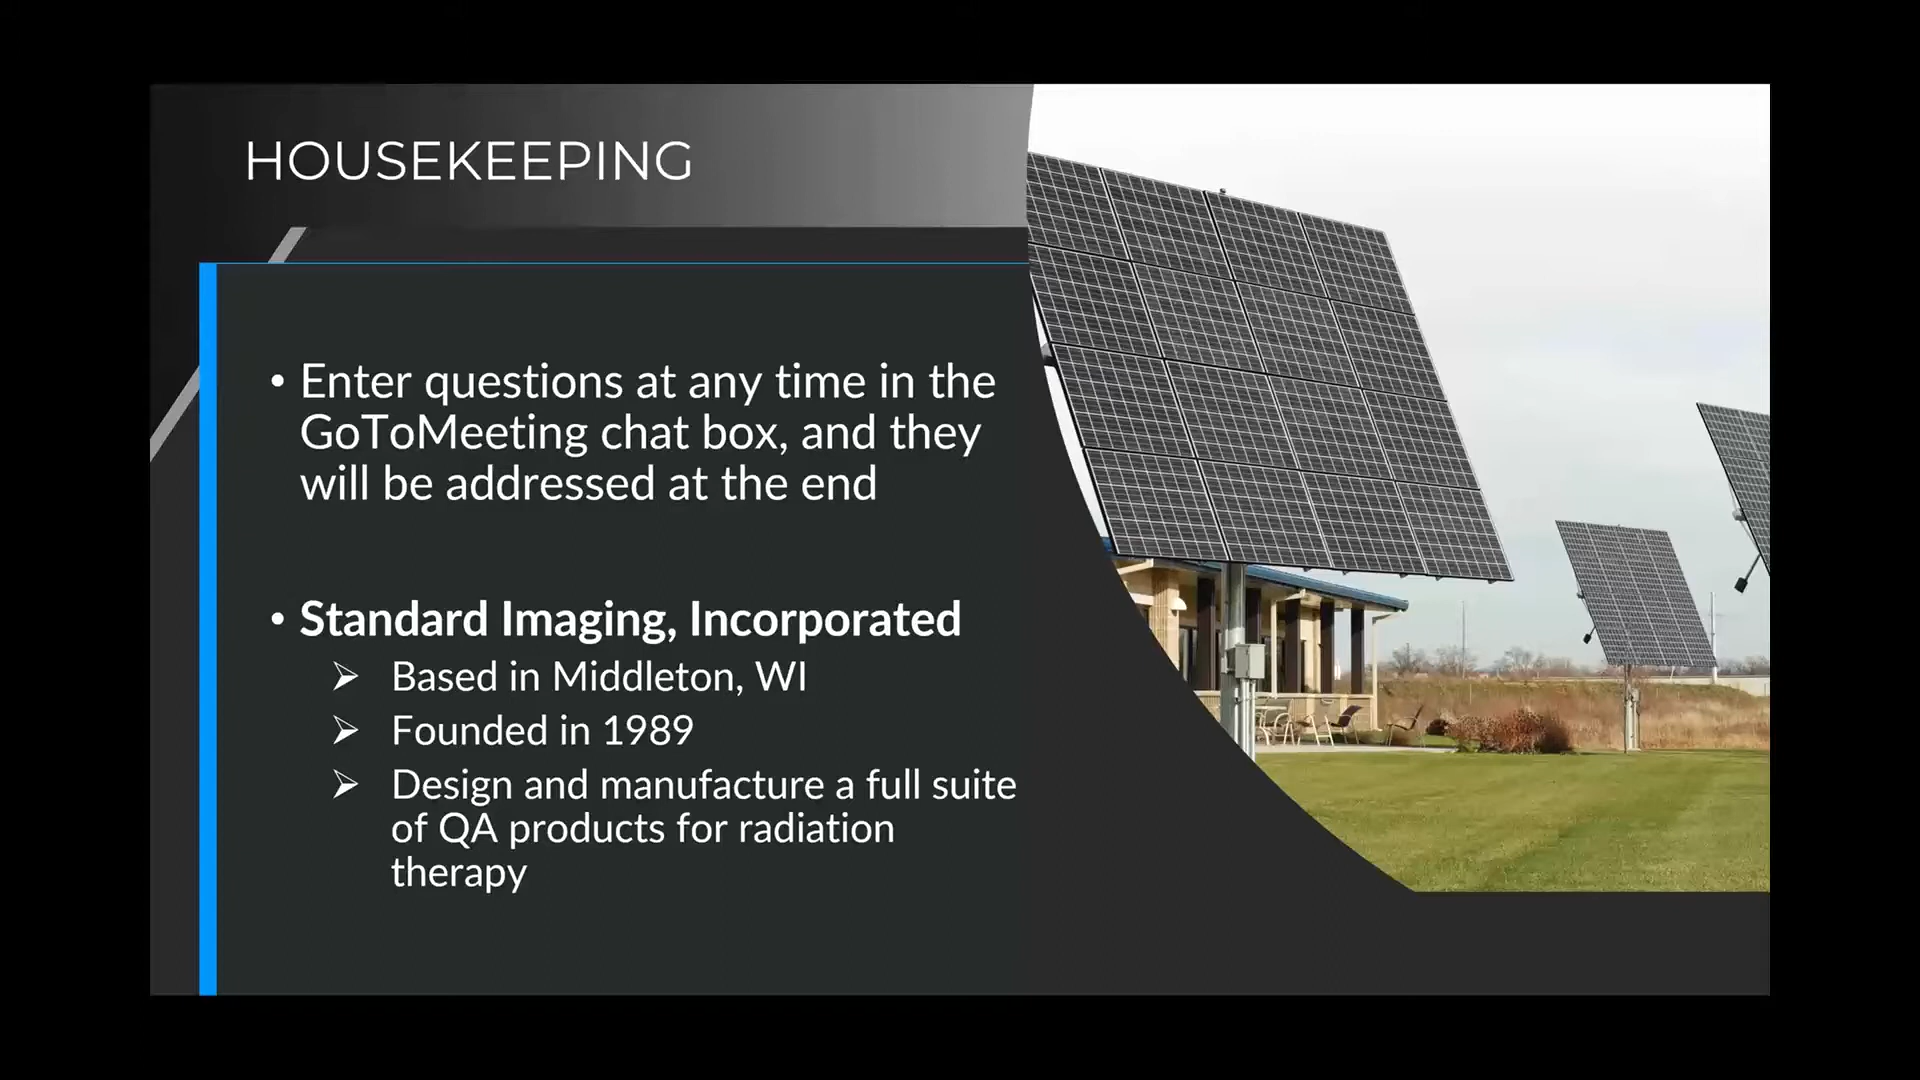 HOUSEKEEPING
• Enter questions at any time in the
GoToMeeting chat box, and they
will be addressed at the end
• Standard Imaging, Incorporated
➢ Based in Middleton, WI
➢ Founded in 1989
➢ Design and manufacture a full suite
of QA products for radiation
therapy